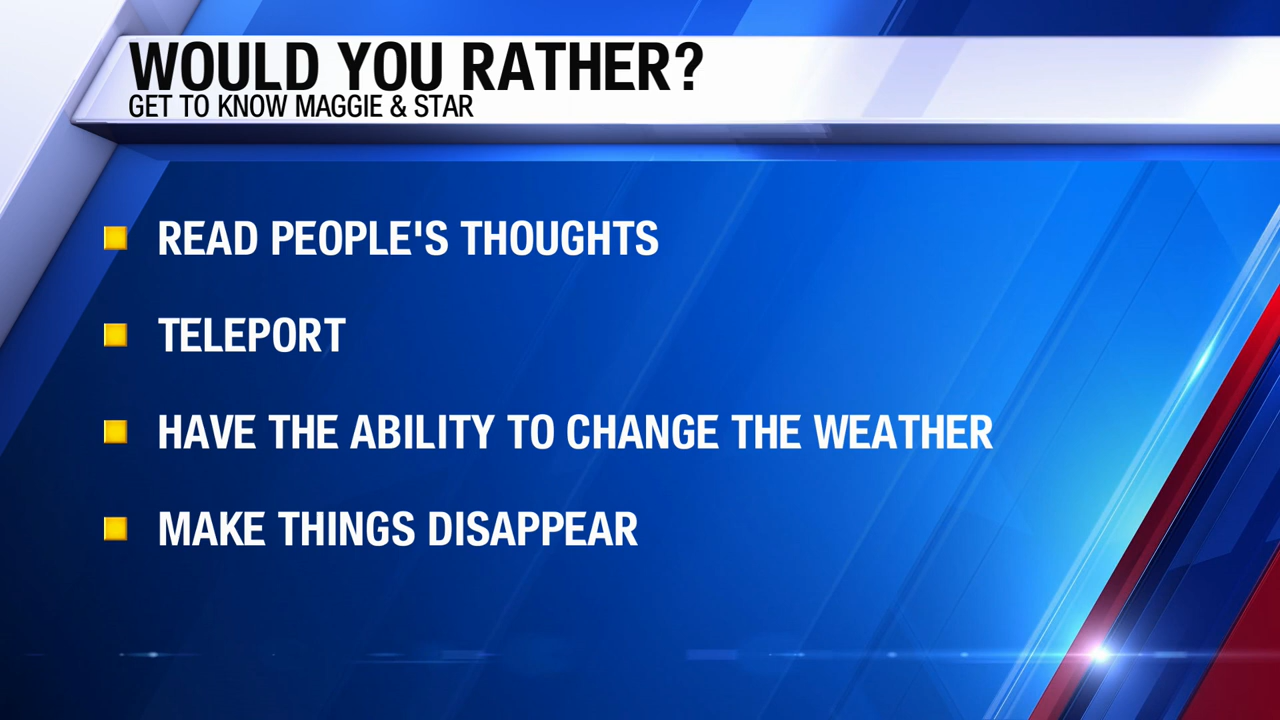 WOULD YOU RATHER?
GET TO KNOW MAGGIE & STAR
READ PEOPLE'S THOUGHTS
TELEPORT
HAVE THE ABILITY TO CHANGE THE WEATHER
MAKE THINGS DISAPPEAR